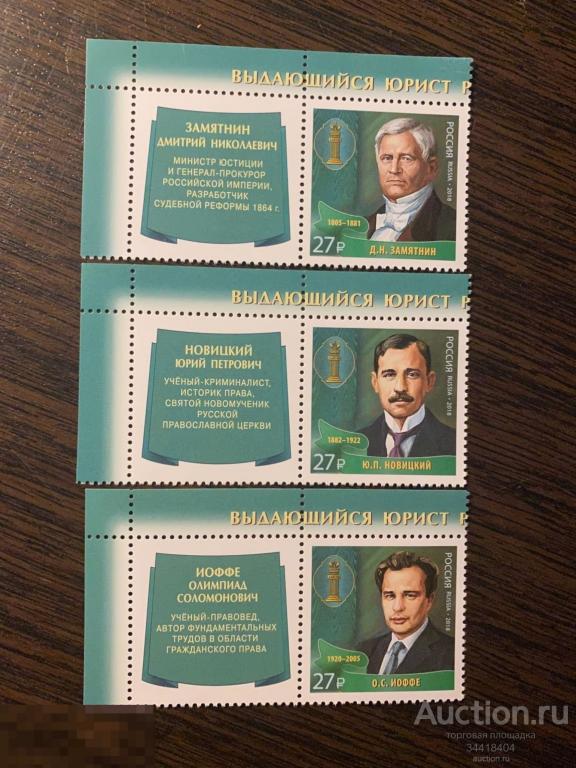 ВЫДАЮЩИЙСЯ ЮРИСТ Р
ЗАМЯТНИН
ДМИТРИЙ НИКОЛАЕВИЧ
МИНИСТР ЮСТИЦИИ
И ГЕНЕРАЛ-ПРОКУРОР
РОССИЙСКОЙ ИМПЕРИИ,
РАЗРАБОТЧИК
СУДЕБНОЙ РЕФОРМЫ 1864 г.
РОССИЯ RUSSIA • 2018
1805–1881
27₽
Д.Н. ЗАМЯТНИН
ВЫДАЮЩИЙСЯ ЮРИСТ Р
НОВИЦКИЙ
ЮРИЙ ПЕТРОВИЧ
УЧЁНЫЙ-КРИМИНАЛИСТ,
ИСТОРИК ПРАВА,
СВЯТОЙ НОВОМУЧЕНИК
РУССКОЙ
ПРАВОСЛАВНОЙ ЦЕРКВИ
РОССИЯ RUSSIA • 2018
1882–1922
27₽
Ю.П. НОВИЦКИЙ
ВЫДАЮЩИЙСЯ ЮРИСТ Р
ИОФФЕ
ОЛИМПИАД
СОЛОМОНОВИЧ
УЧЁНЫЙ-ПРАВОВЕД,
АВТОР ФУНДАМЕНТАЛЬНЫХ
ТРУДОВ В ОБЛАСТИ
ГРАЖДАНСКОГО ПРАВА
РОССИЯ RUSSIA • 2018
1920–2005
27₽
О.С. ИОФФЕ
Auction.ru
торговая площадка
34418404
auction.ru